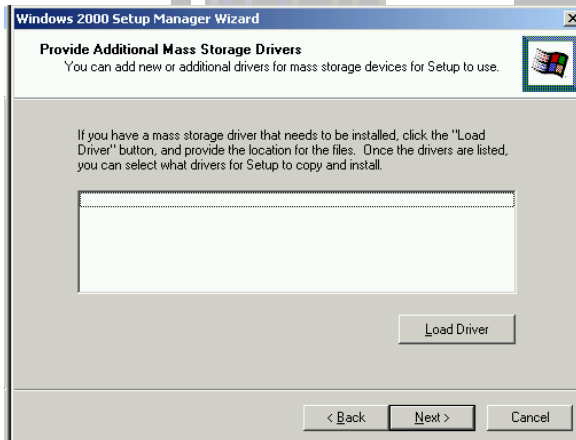 Windows 2000 Setup Manager Wizard
Provide Additional Mass Storage Drivers
You can add new or additional drivers for mass storage devices for Setup to use.
If you have a mass storage driver that needs to be installed, click the "Load
Driver" button, and provide the location for the files. Once the drivers are listed,
you can select what drivers for Setup to copy and install.
Load Driver
< Back Next > Cancel